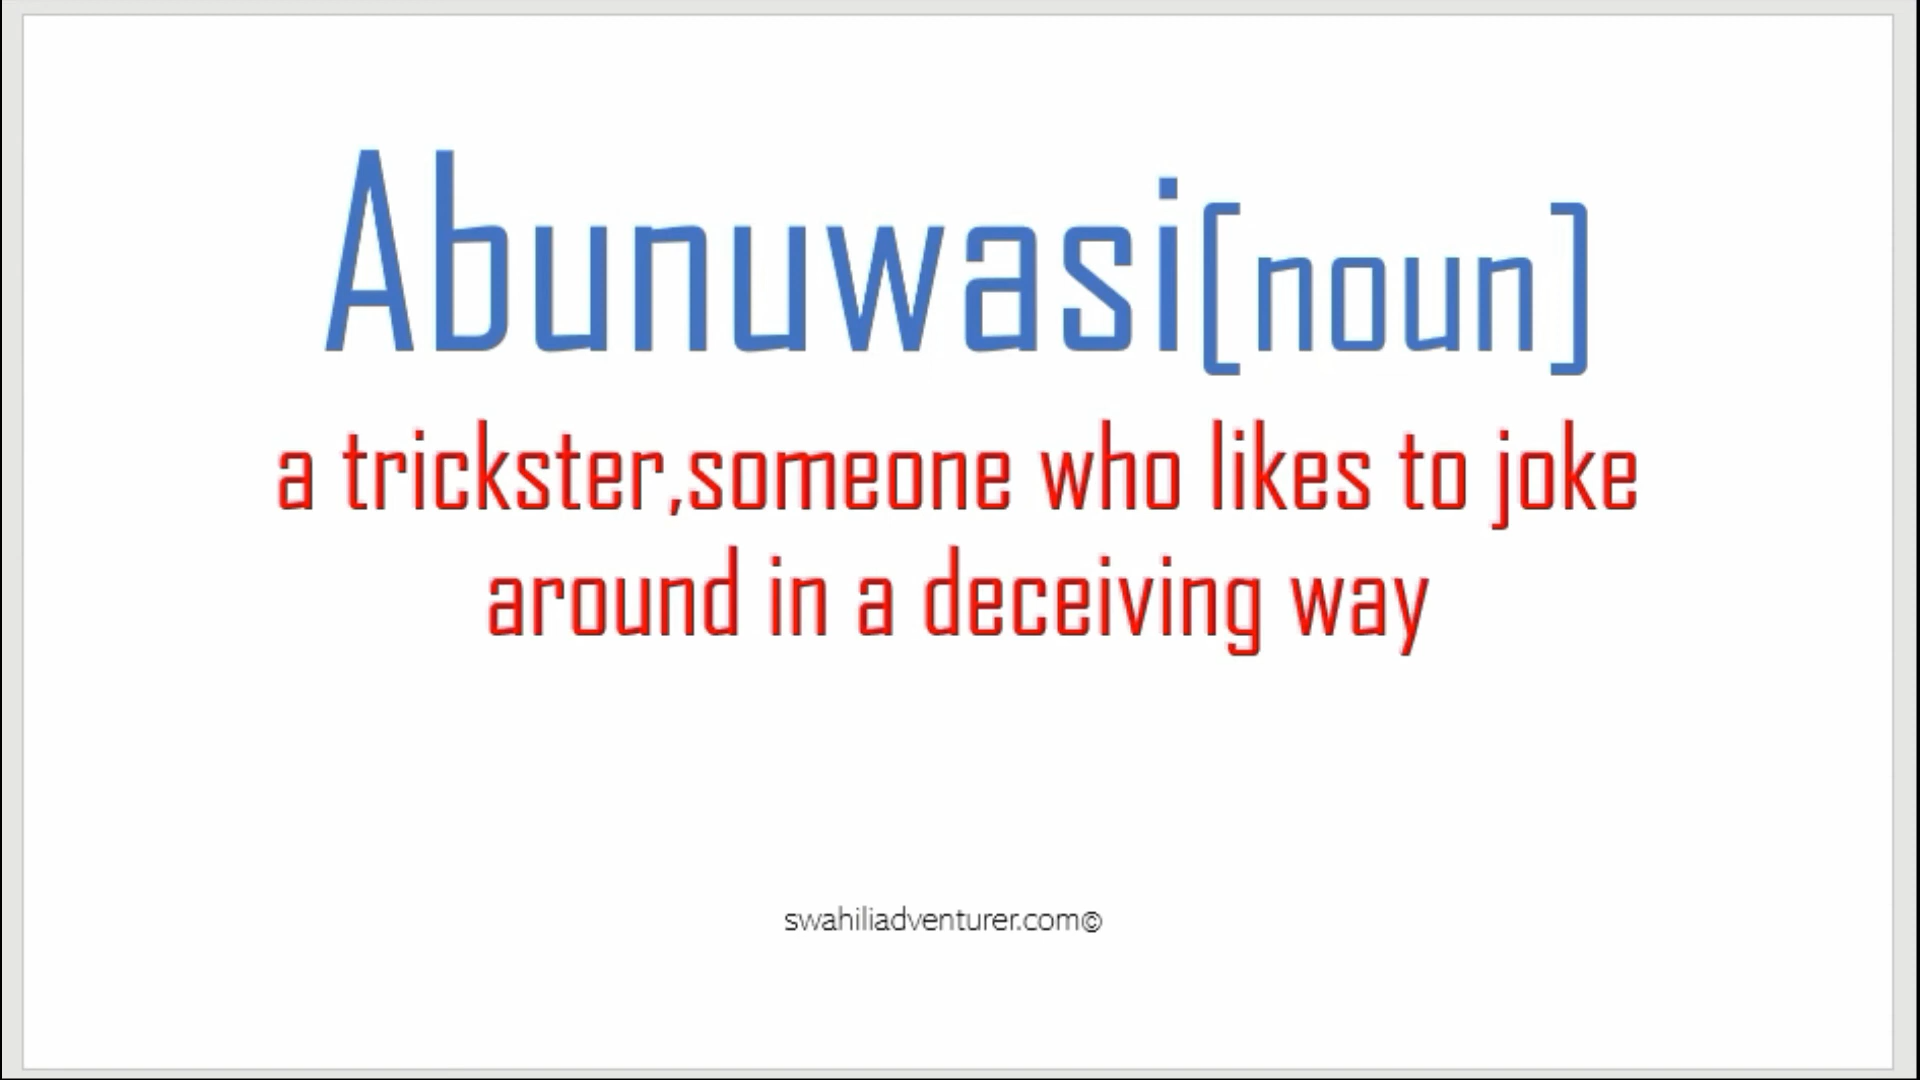 Abunuwasi[noun]
a trickster,someone who likes to joke
around in a deceiving way
swahiliadventurer.com©